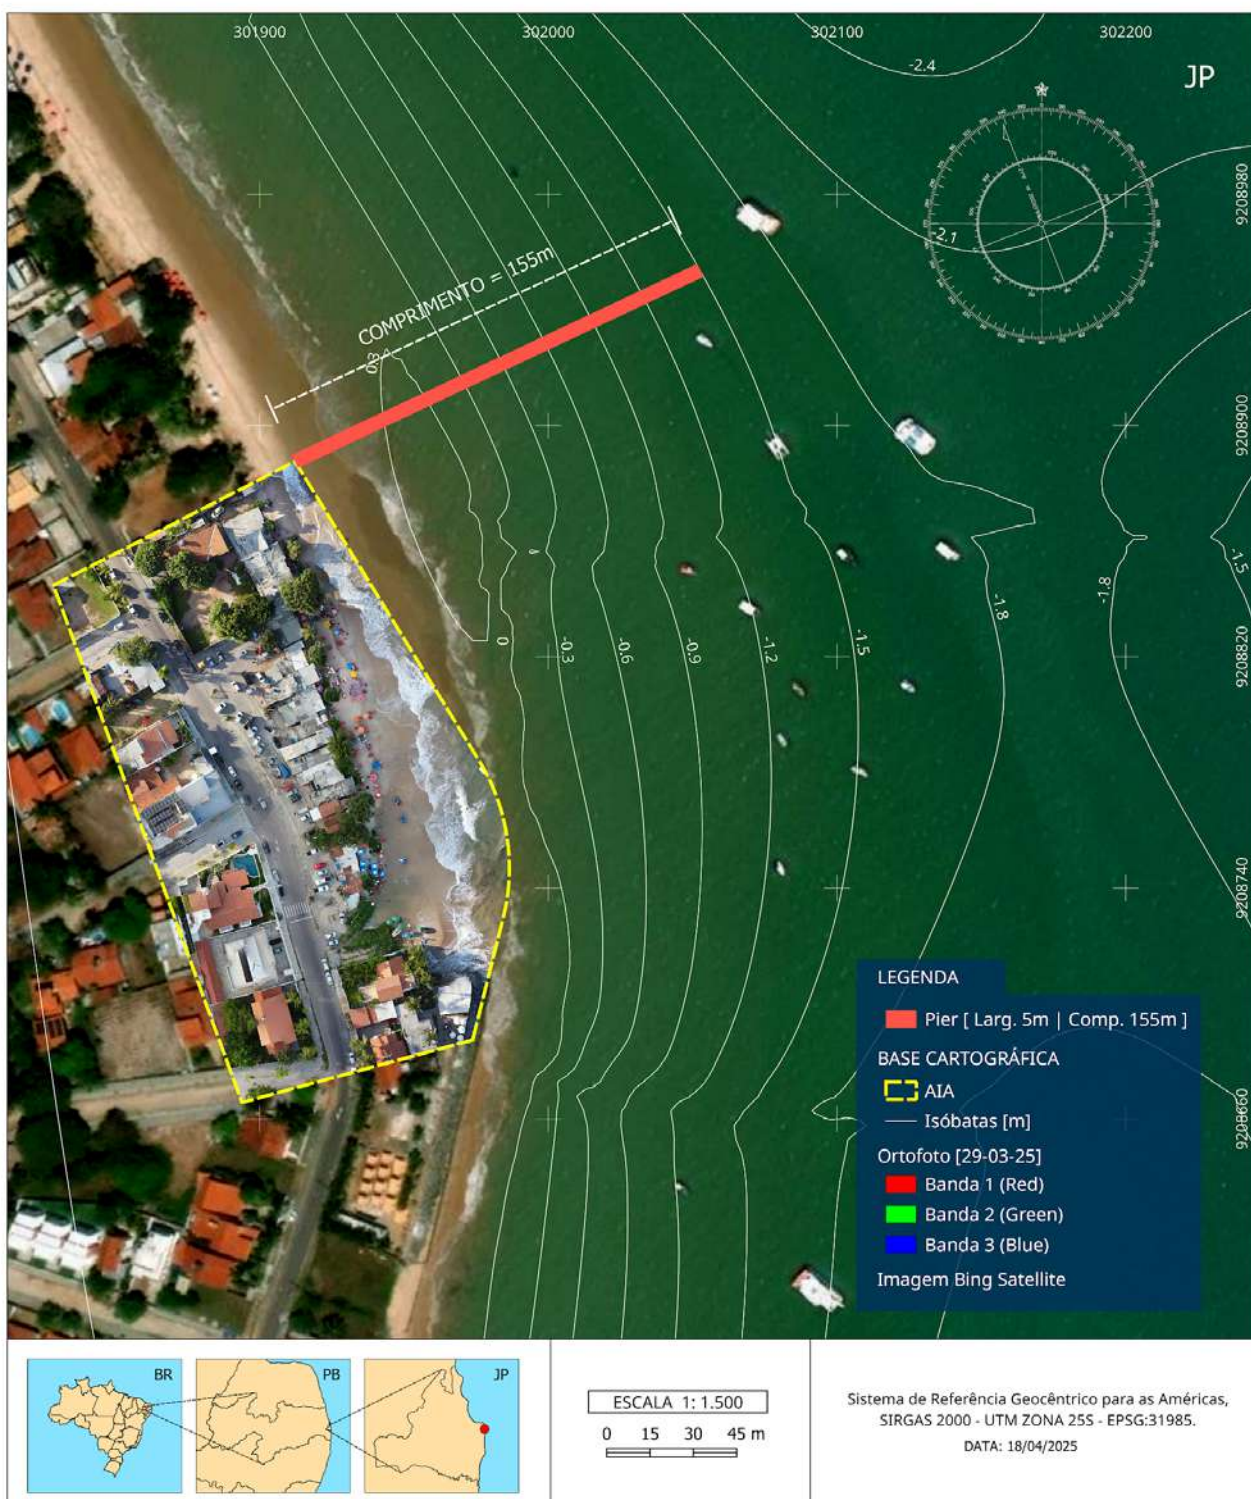 301900
302000
302100
302200
-2.4
JP
9208980
-2.1
COMPRIMENTO = 155m
0.3
9208900
-1.5
-1.8
-1.8
0
-0.3
-0.6
-0.9
-1.2
-1.5
9208820
9208740
LEGENDA
Pier [ Larg. 5m | Comp. 155m ]
BASE CARTOGRÁFICA
AIA
Isóbatas [m]
9208660
Ortofoto [29-03-25]
Banda 1 (Red)
Banda 2 (Green)
Banda 3 (Blue)
Imagem Bing Satellite
BR
PB
JP
ESCALA 1: 1.500
0 15 30 45 m
Sistema de Referência Geocêntrico para as Américas,
SIRGAS 2000 - UTM ZONA 25S - EPSG:31985.
DATA: 18/04/2025